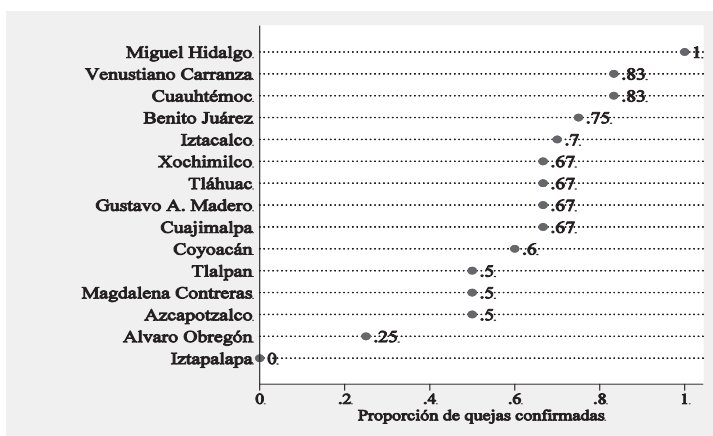 Miguel Hidalgo 1.
Venustiano Carranza .83
Cuauhtémoc .83
Benito Juárez .75
Iztacalco .7
Xochimilco .67
Tláhuac .67
Gustavo A. Madero .67
Cuajimalpa .67
Coyoacán .6
Tlalpan .5
Magdalena Contreras .5
Azcapotzalco .5
Alvaro Obregón .25
Iztapalapa 0.
0. .2 .4 .6 .8 1.
Proporción de quejas confirmadas